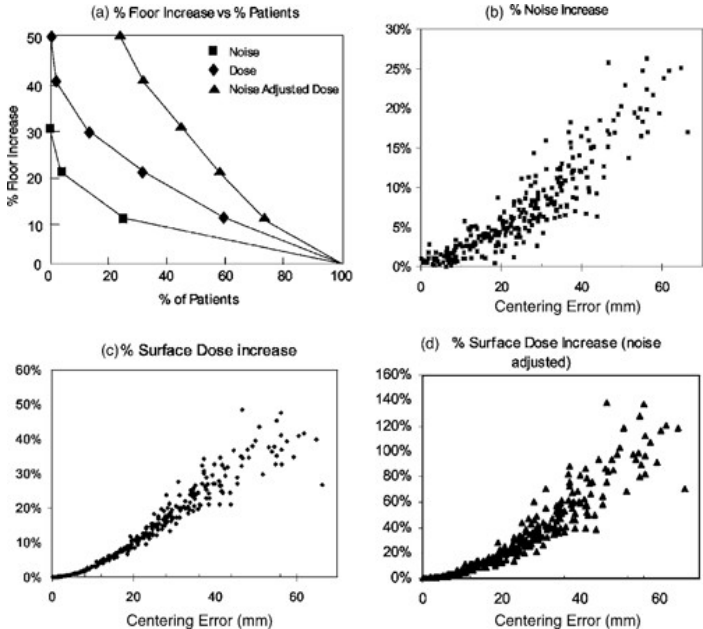 (a) % Floor Increase vs % Patients
50
40
30
20
10
0
% Floor Increase
Noise
Dose
Noise Adjusted Dose
0 20 40 60 80 100
% of Patients
(b) % Noise Increase
30%
25%
20%
15%
10%
5%
0%
0 20 40 60
Centering Error (mm)
(c) % Surface Dose increase
60%
50%
40%
30%
20%
10%
0%
0 20 40 60
Centering Error (mm)
(d) % Surface Dose Increase (noise
adjusted)
160%
140%
120%
100%
80%
60%
40%
20%
0%
0 20 40 60
Centering Error (mm)